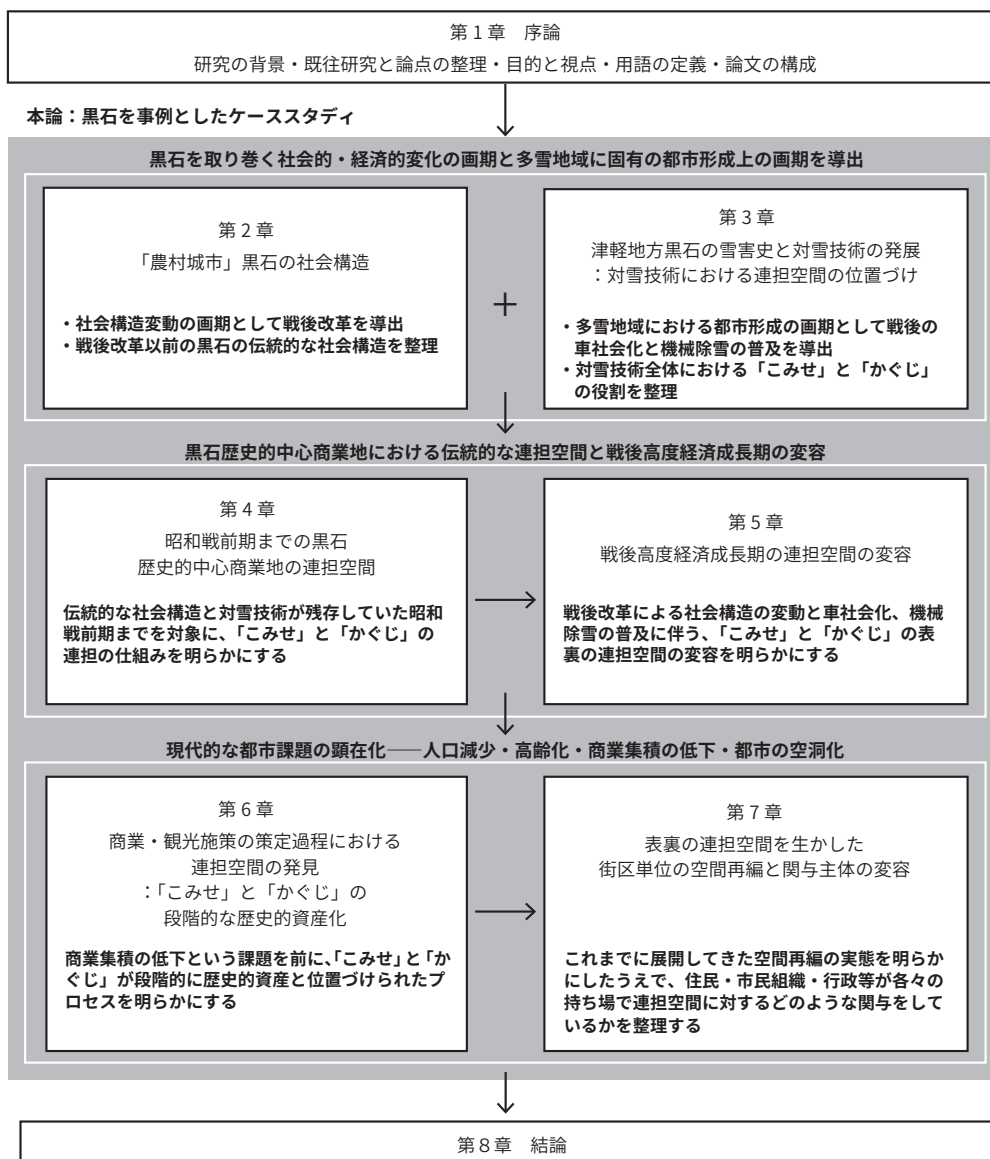 第1章　序論
研究の背景・既往研究と論点の整理・目的と視点・用語の定義・論文の構成
本論：黒石を事例としたケーススタディ
黒石を取り巻く社会的・経済的変化の画期と多雪地域に固有の都市形成上の画期を導出
第2章
「農村城市」黒石の社会構造
・社会構造変動の画期として戦後改革を導出
・戦後改革以前の黒石の伝統的な社会構造を整理
＋
第3章
津軽地方黒石の雪害史と対雪技術の発展
：対雪技術における連担空間の位置づけ
・多雪地域における都市形成の画期として戦後の
車社会化と機械除雪の普及を導出
・対雪技術全体における「こみせ」と「かぐじ」
の役割を整理
黒石歴史的中心商業地における伝統的な連担空間と戦後高度経済成長期の変容
第4章
昭和戦前期までの黒石
歴史的中心商業地の連担空間
伝統的な社会構造と対雪技術が残存していた昭和
戦前期までを対象に、「こみせ」と「かぐじ」の
連担の仕組みを明らかにする
第5章
戦後高度経済成長期の連担空間の変容
戦後改革による社会構造の変動と車社会化、機械
除雪の普及に伴う、「こみせ」と「かぐじ」の表
裏の連担空間の変容を明らかにする
現代的な都市課題の顕在化――人口減少・高齢化・商業集積の低下・都市の空洞化
第6章
商業・観光施策の策定過程における
連担空間の発見
：「こみせ」と「かぐじ」の
段階的な歴史的資産化
商業集積の低下という課題を前に、「こみせ」と「か
ぐじ」が段階的に歴史的資産と位置づけられたプ
ロセスを明らかにする
第7章
表裏の連担空間を生かした
街区単位の空間再編と関与主体の変容
これまでに展開してきた空間再編の実態を明らか
にしたうえで、住民・市民組織・行政等が各々の
持ち場で連担空間に対するどのような関与をして
いるかを整理する
第8章　結論